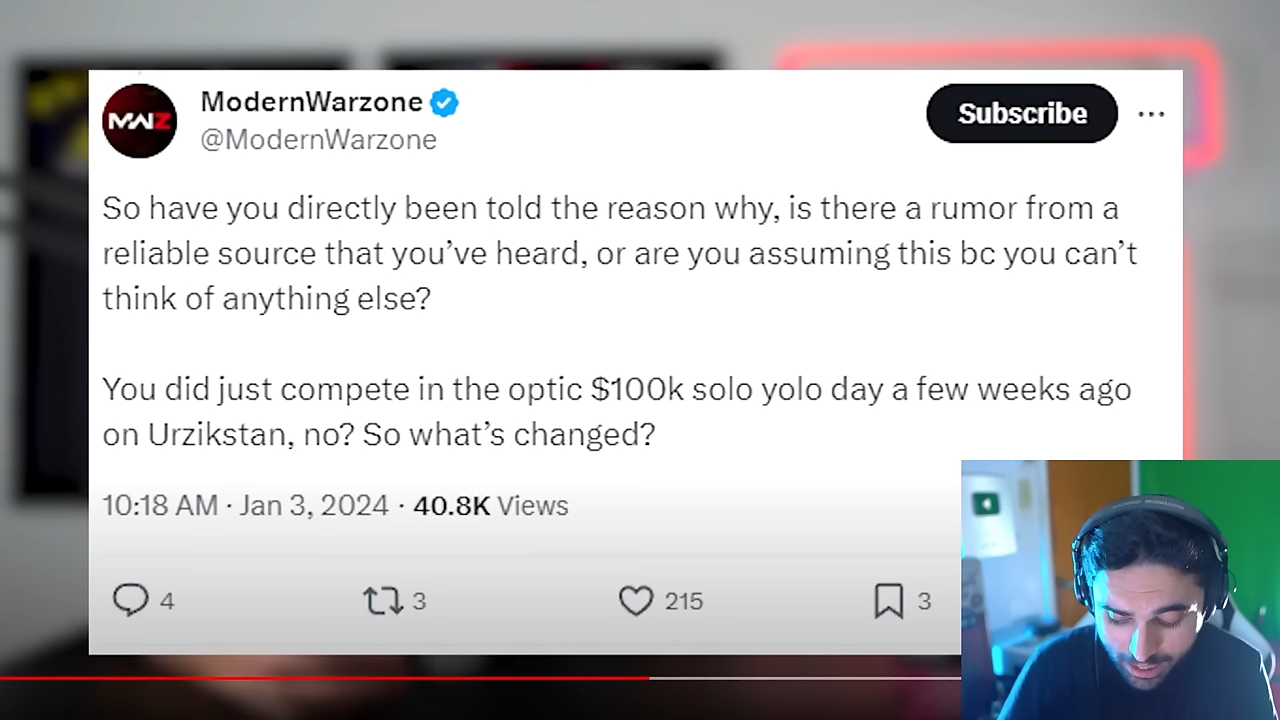 ModernWarzone
@ModernWarzone
MWZ
Subscribe
So have you directly been told the reason why, is there a rumor from a
reliable source that you’ve heard, or are you assuming this bc you can’t
think of anything else?
You did just compete in the optic $100k solo yolo day a few weeks ago
on Urzikstan, no? So what’s changed?
10:18 AM · Jan 3, 2024 · 40.8K Views
4
3
215
3